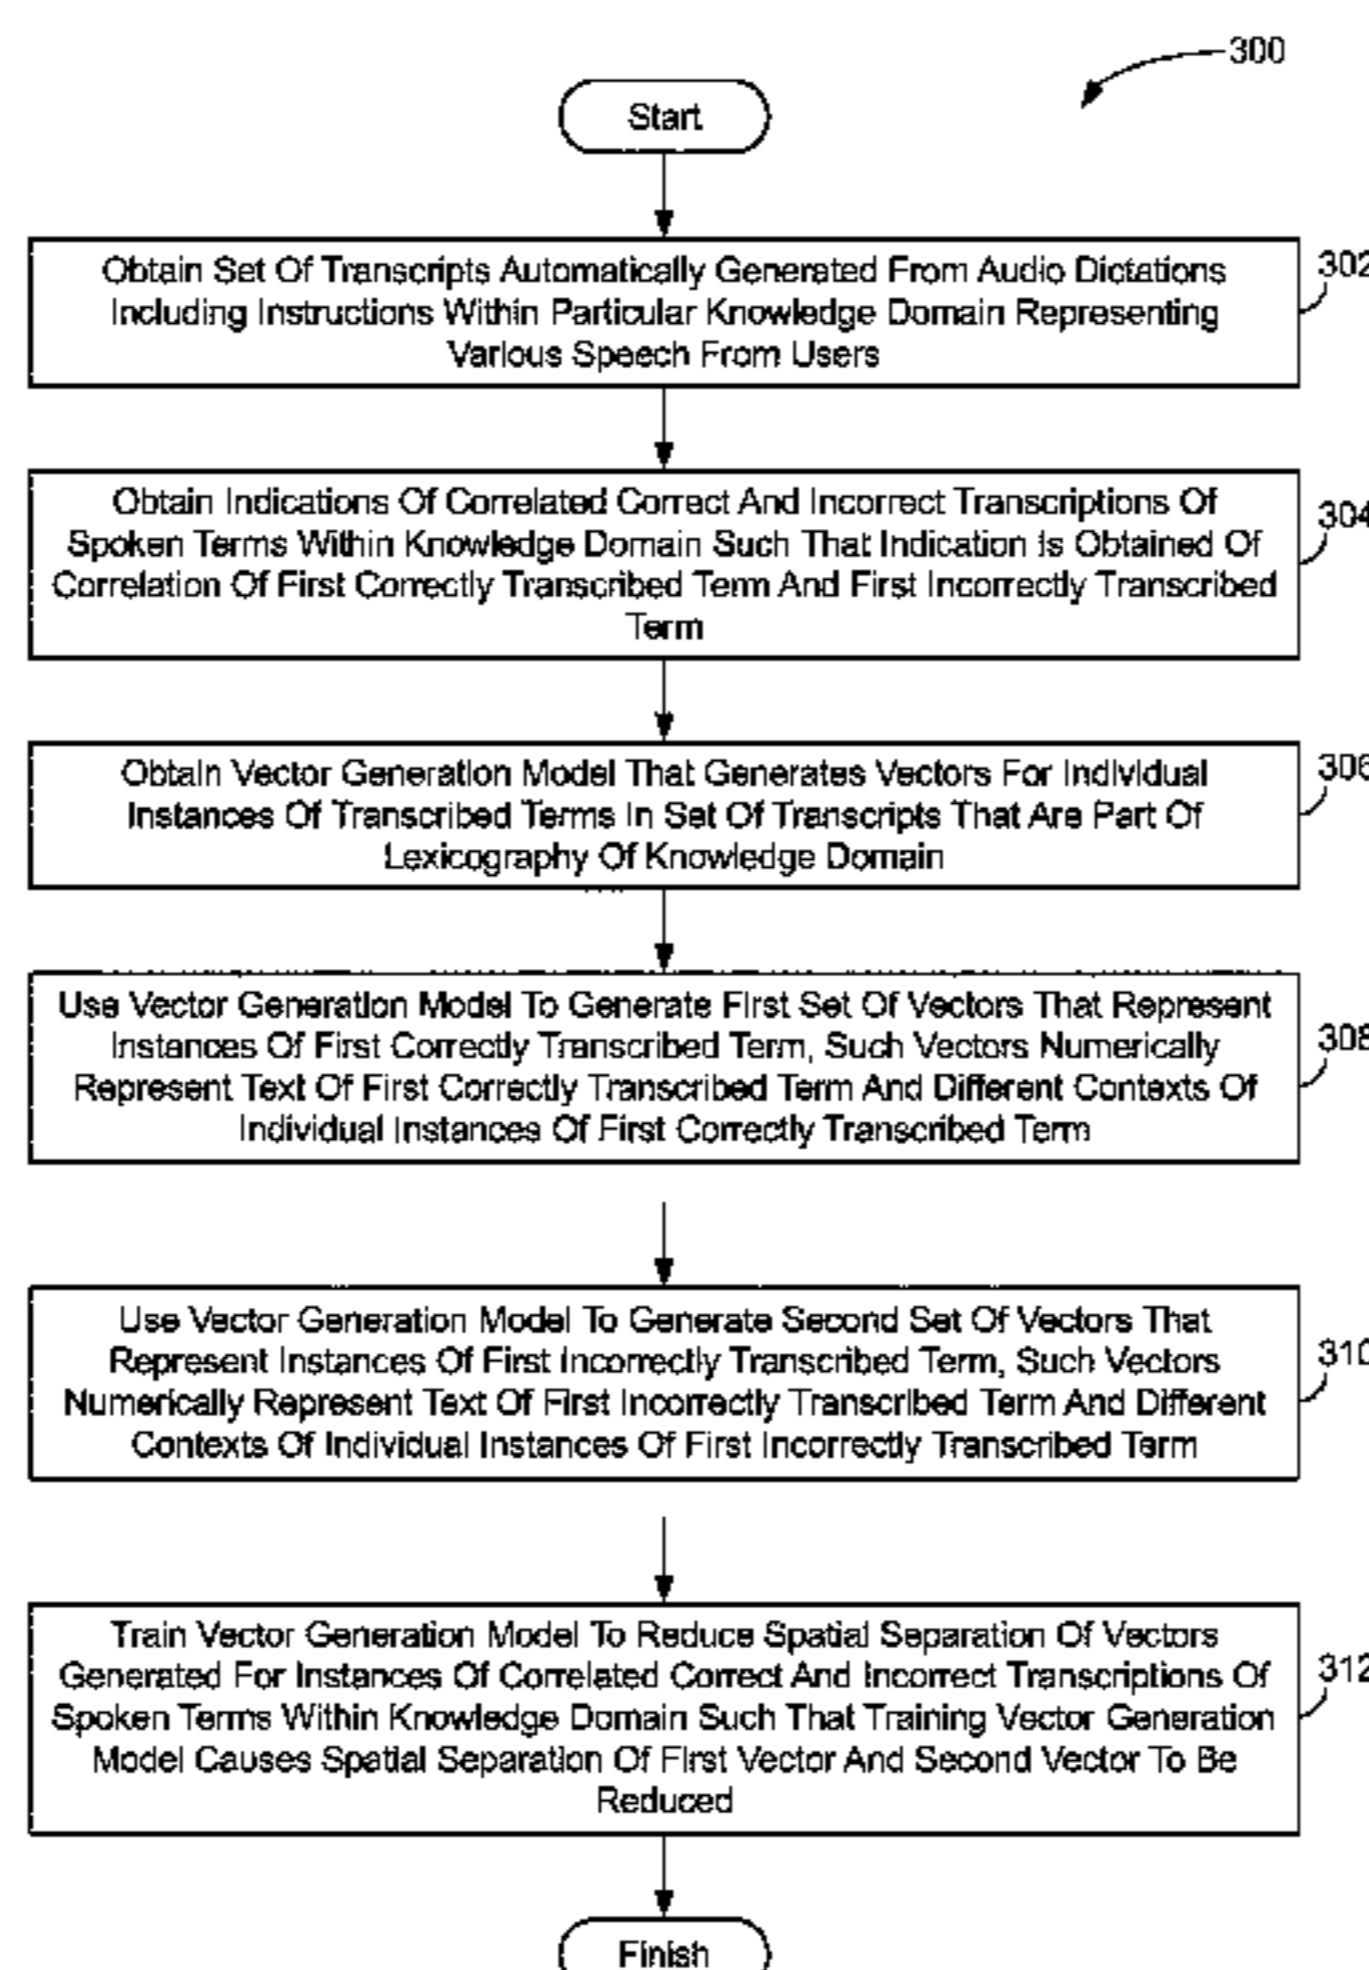 300
Start
Obtain Set Of Transcripts Automatically Generated From Audio Dictations
Including Instructions Within Particular Knowledge Domain Representing
Various Speech From Users
302
Obtain Indications Of Correlated Correct And Incorrect Transcriptions Of
Spoken Terms Within Knowledge Domain Such That Indication Is Obtained Of
Correlation Of First Correctly Transcribed Term And First Incorrectly Transcribed
Term
304
Obtain Vector Generation Model That Generates Vectors For Individual
Instances Of Transcribed Terms In Set Of Transcripts That Are Part Of
Lexicography Of Knowledge Domain
306
Use Vector Generation Model To Generate First Set Of Vectors That Represent
Instances Of First Correctly Transcribed Term, Such Vectors Numerically
Represent Text Of First Correctly Transcribed Term And Different Contexts Of
Individual Instances Of First Correctly Transcribed Term
308
Use Vector Generation Model To Generate Second Set Of Vectors That
Represent Instances Of First Incorrectly Transcribed Term, Such Vectors
Numerically Represent Text Of First Incorrectly Transcribed Term And Different
Contexts Of Individual Instances Of First Incorrectly Transcribed Term
310
Train Vector Generation Model To Reduce Spatial Separation Of Vectors
Generated For Instances Of Correlated Correct And Incorrect Transcriptions Of
Spoken Terms Within Knowledge Domain Such That Training Vector Generation
Model Causes Spatial Separation Of First Vector And Second Vector To Be
Reduced
312
Finish